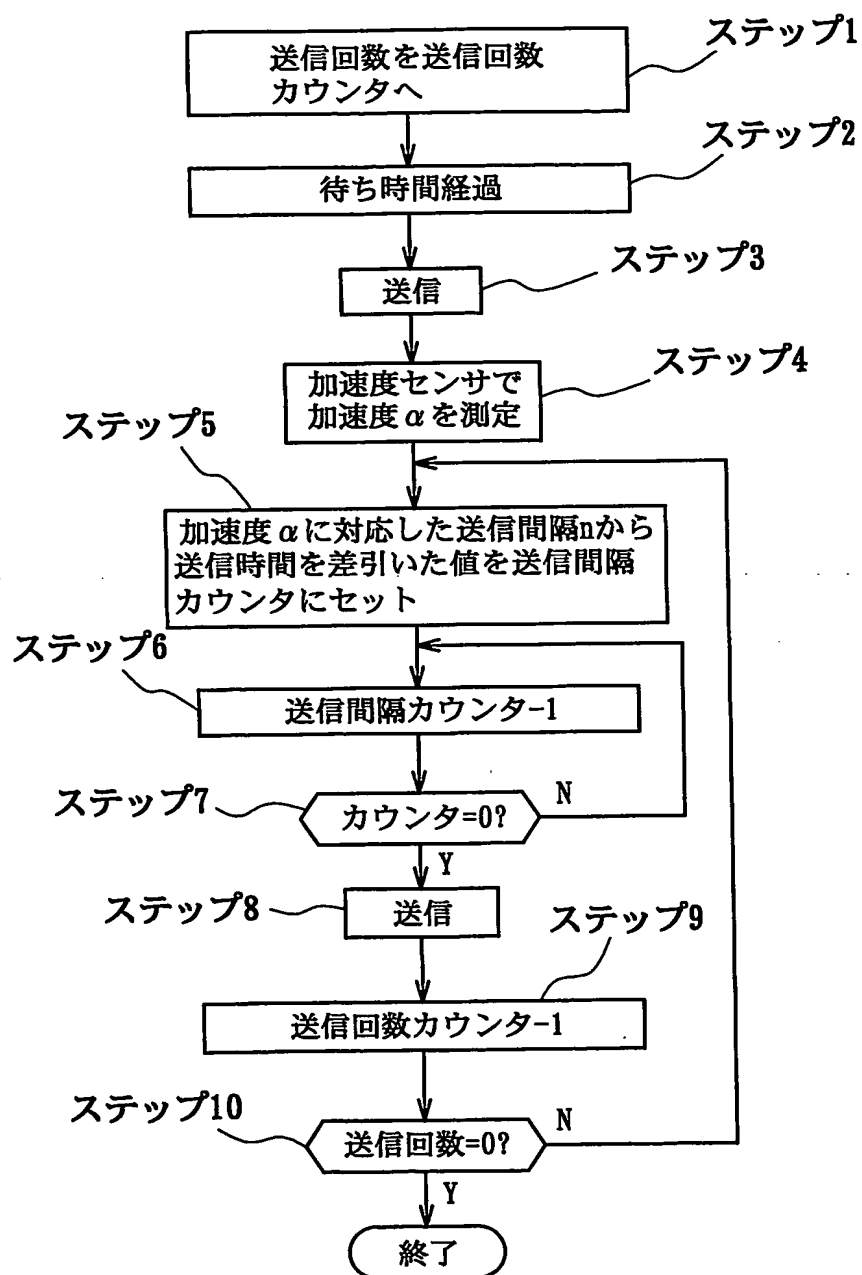 ステップ1
送信回数を送信回数
カウンタへ
ステップ2
待ち時間経過
ステップ3
送信
ステップ4
加速度センサで
加速度αを測定
ステップ5
加速度αに対応した送信間隔nから
送信時間を差引いた値を送信間隔
カウンタにセット
ステップ6
送信間隔カウンタ-1
ステップ7
カウンタ=0?
N
Y
ステップ8
送信
ステップ9
送信回数カウンタ-1
ステップ10
送信回数=0?
N
Y
終了